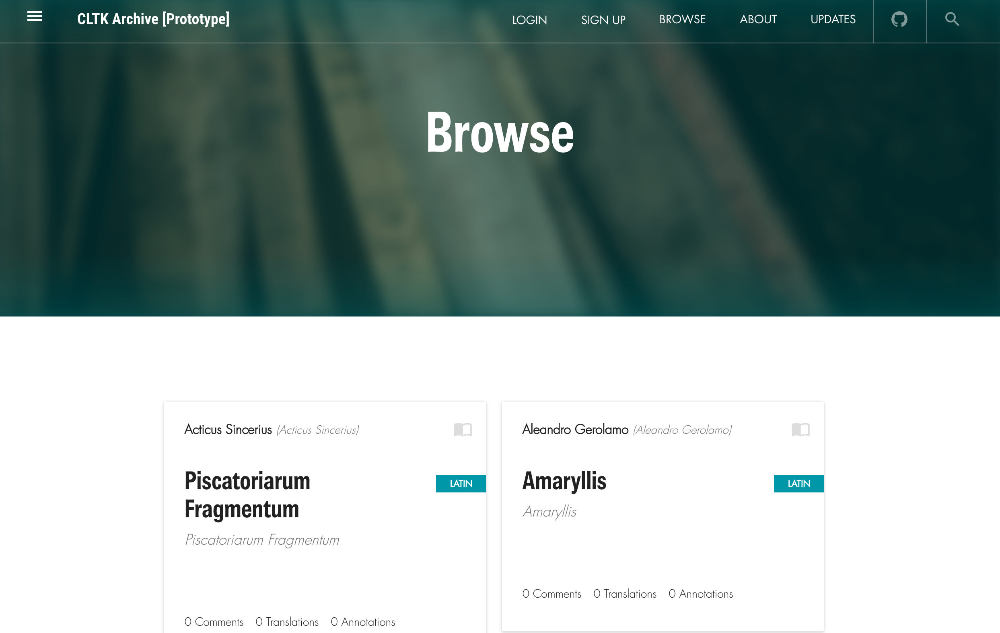 CLTK Archive [Prototype]
LOGIN SIGN UP BROWSE ABOUT UPDATES
Browse
Acticus Sincerius (Acticus Sincerius)
Piscatoriarum
Fragmentum
LATIN
Piscatoriarum Fragmentum
0 Comments 0 Translations 0 Annotations
Aleandro Gerolamo (Aleandro Gerolamo)
Amaryllis
LATIN
Amaryllis
0 Comments 0 Translations 0 Annotations